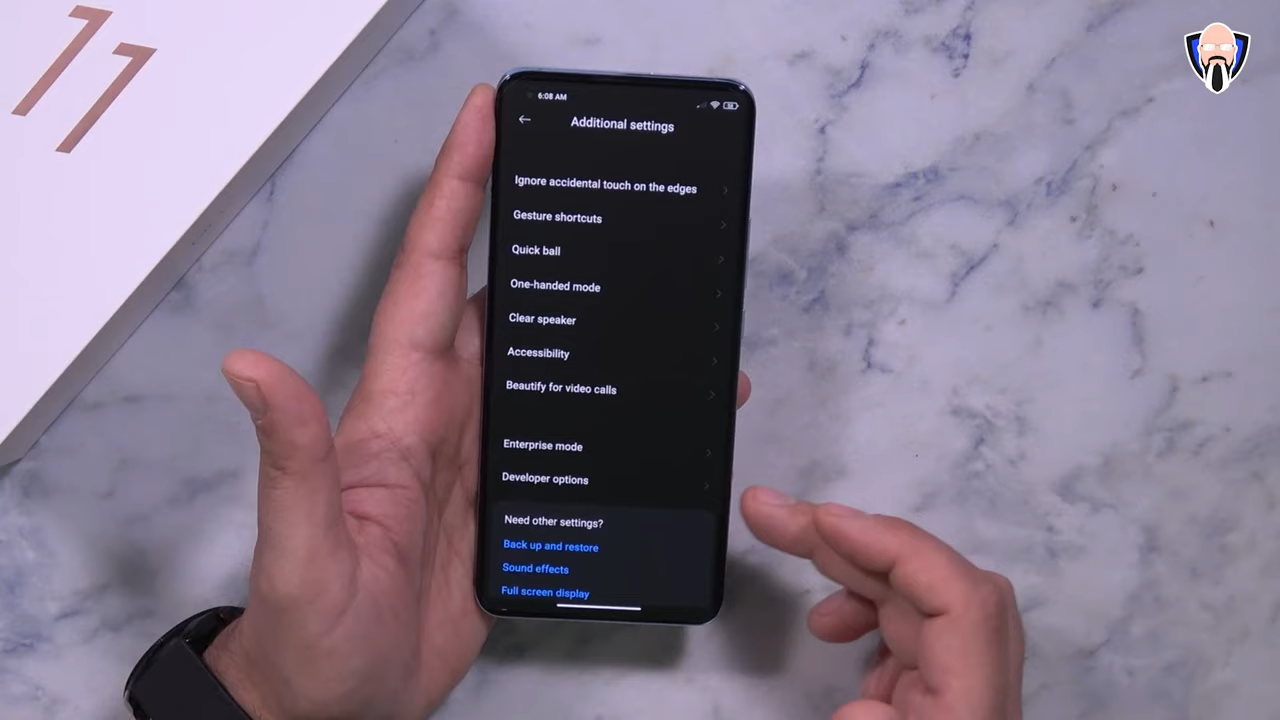 11
6:08 AM
Additional settings
Ignore accidental touch on the edges
Gesture shortcuts
Quick ball
One-handed mode
Clear speaker
Accessibility
Beautify for video calls
Enterprise mode
Developer options
Need other settings?
Back up and restore
Sound effects
Full screen display